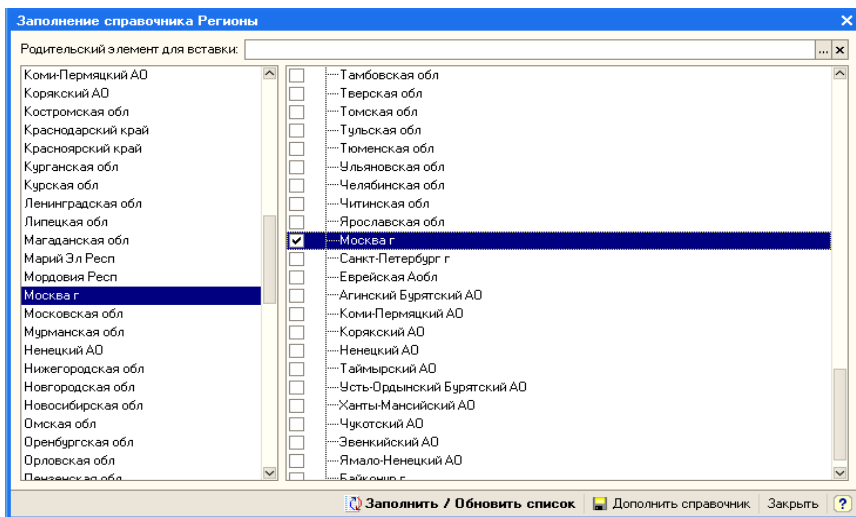 Заполнение справочника Регионы
Родительский элемент для вставки:
Коми-Пермяцкий АО
Корякский АО
Костромская обл
Краснодарский край
Красноярский край
Курганская обл
Курская обл
Ленинградская обл
Липецкая обл
Магаданская обл
Марий Эл Респ
Мордовия Респ
Москва г
Московская обл
Мурманская обл
Ненецкий АО
Нижегородская обл
Новгородская обл
Новосибирская обл
Омская обл
Оренбургская обл
Орловская обл
Пензенская обл
Тамбовская обл
Тверская обл
Томская обл
Тульская обл
Тюменская обл
Ульяновская обл
Челябинская обл
Читинская обл
Ярославская обл
Москва г
Санкт-Петербург г
Еврейская Аобл
Агинский Бурятский АО
Коми-Пермяцкий АО
Корякский АО
Ненецкий АО
Таймырский АО
Усть-Ордынский Бурятский АО
Ханты-Мансийский АО
Чукотский АО
Эвенкийский АО
Ямало-Ненецкий АО
Байконур г
Заполнить / Обновить список Дополнить справочник Закрыть ?